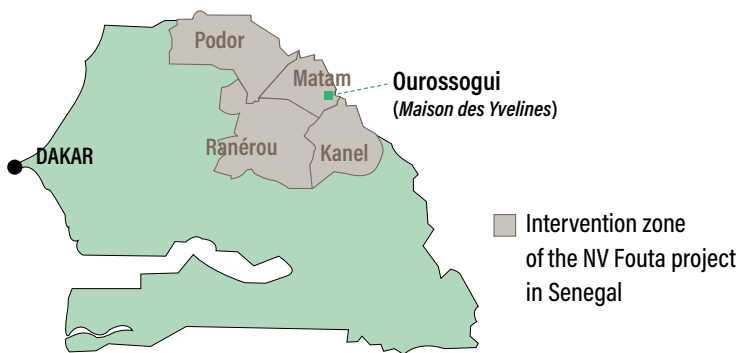 Podor
Matam
Ourossogui
(Maison des Yvelines)
DAKAR
Ranérou
Kanel
Intervention zone
of the NV Fouta project
in Senegal